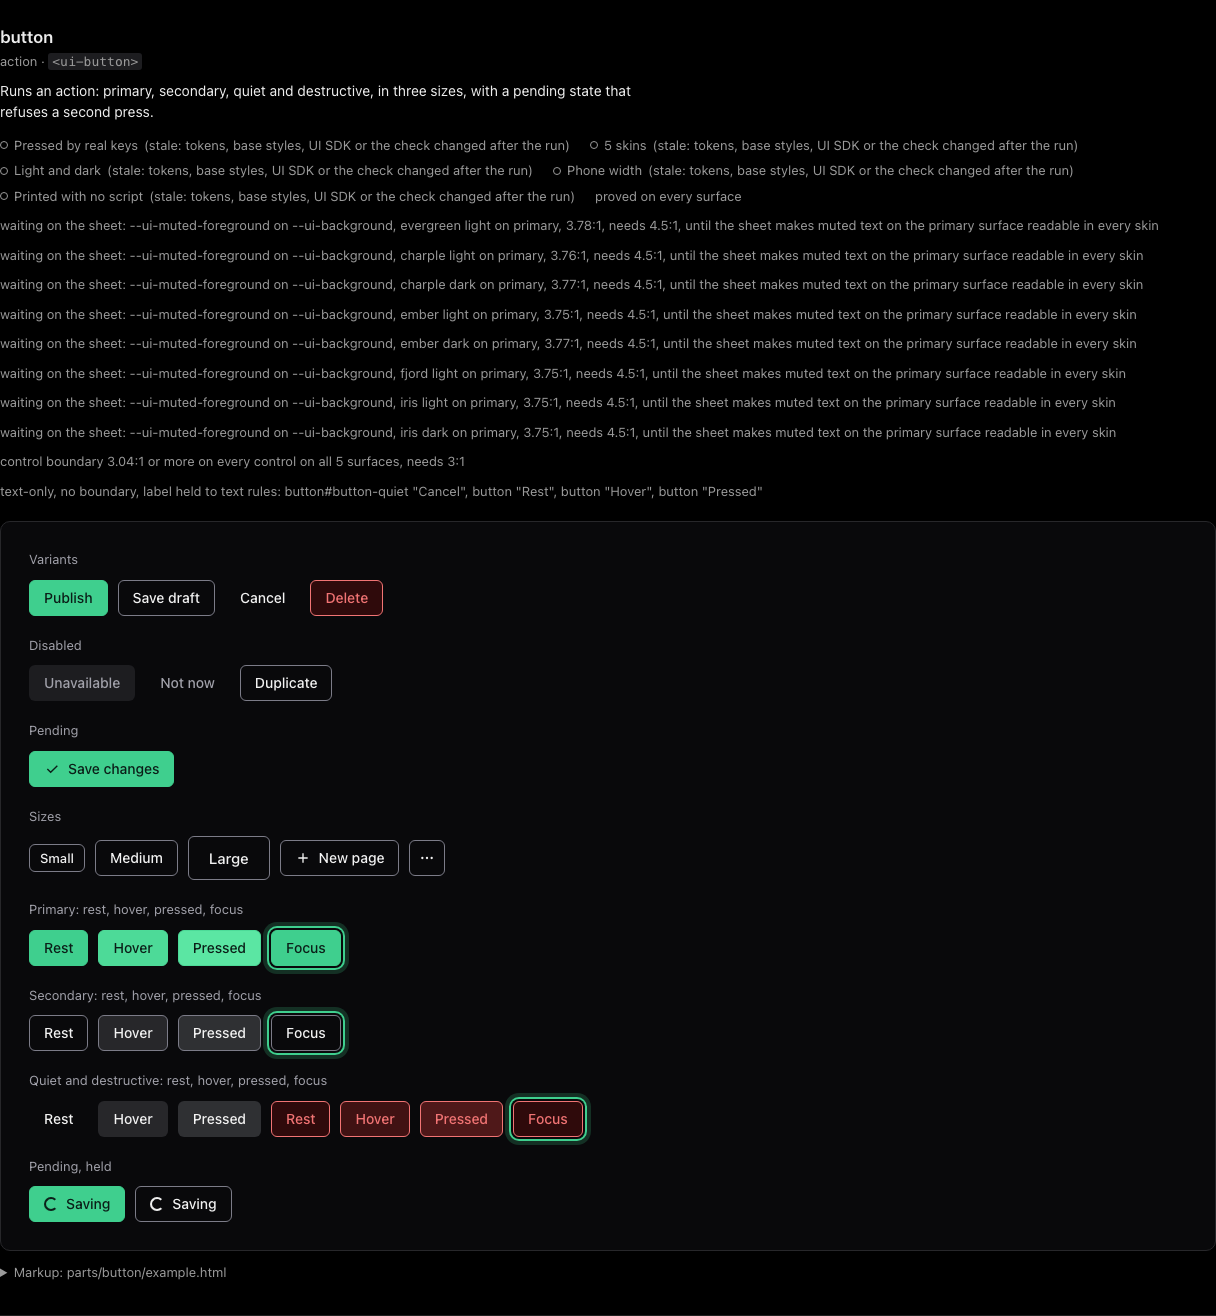 button
action · <ui-button>
Runs an action: primary, secondary, quiet and destructive, in three sizes, with a pending state that
refuses a second press.
Pressed by real keys (stale: tokens, base styles, UI SDK or the check changed after the run) 5 skins (stale: tokens, base styles, UI SDK or the check changed after the run)
Light and dark (stale: tokens, base styles, UI SDK or the check changed after the run) Phone width (stale: tokens, base styles, UI SDK or the check changed after the run)
Printed with no script (stale: tokens, base styles, UI SDK or the check changed after the run) proved on every surface
waiting on the sheet: --ui-muted-foreground on --ui-background, evergreen light on primary, 3.78:1, needs 4.5:1, until the sheet makes muted text on the primary surface readable in every skin
waiting on the sheet: --ui-muted-foreground on --ui-background, charple light on primary, 3.76:1, needs 4.5:1, until the sheet makes muted text on the primary surface readable in every skin
waiting on the sheet: --ui-muted-foreground on --ui-background, charple dark on primary, 3.77:1, needs 4.5:1, until the sheet makes muted text on the primary surface readable in every skin
waiting on the sheet: --ui-muted-foreground on --ui-background, ember light on primary, 3.75:1, needs 4.5:1, until the sheet makes muted text on the primary surface readable in every skin
waiting on the sheet: --ui-muted-foreground on --ui-background, ember dark on primary, 3.77:1, needs 4.5:1, until the sheet makes muted text on the primary surface readable in every skin
waiting on the sheet: --ui-muted-foreground on --ui-background, fjord light on primary, 3.75:1, needs 4.5:1, until the sheet makes muted text on the primary surface readable in every skin
waiting on the sheet: --ui-muted-foreground on --ui-background, iris light on primary, 3.75:1, needs 4.5:1, until the sheet makes muted text on the primary surface readable in every skin
waiting on the sheet: --ui-muted-foreground on --ui-background, iris dark on primary, 3.75:1, needs 4.5:1, until the sheet makes muted text on the primary surface readable in every skin
control boundary 3.04:1 or more on every control on all 5 surfaces, needs 3:1
text-only, no boundary, label held to text rules: button#button-quiet "Cancel", button "Rest", button "Hover", button "Pressed"
Variants
Publish Save draft Cancel Delete
Disabled
Unavailable Not now Duplicate
Pending
Save changes
Sizes
Small Medium Large + New page ···
Primary: rest, hover, pressed, focus
Rest Hover Pressed Focus
Secondary: rest, hover, pressed, focus
Rest Hover Pressed Focus
Quiet and destructive: rest, hover, pressed, focus
Rest Hover Pressed Rest Hover Pressed Focus
Pending, held
Saving Saving
Markup: parts/button/example.html